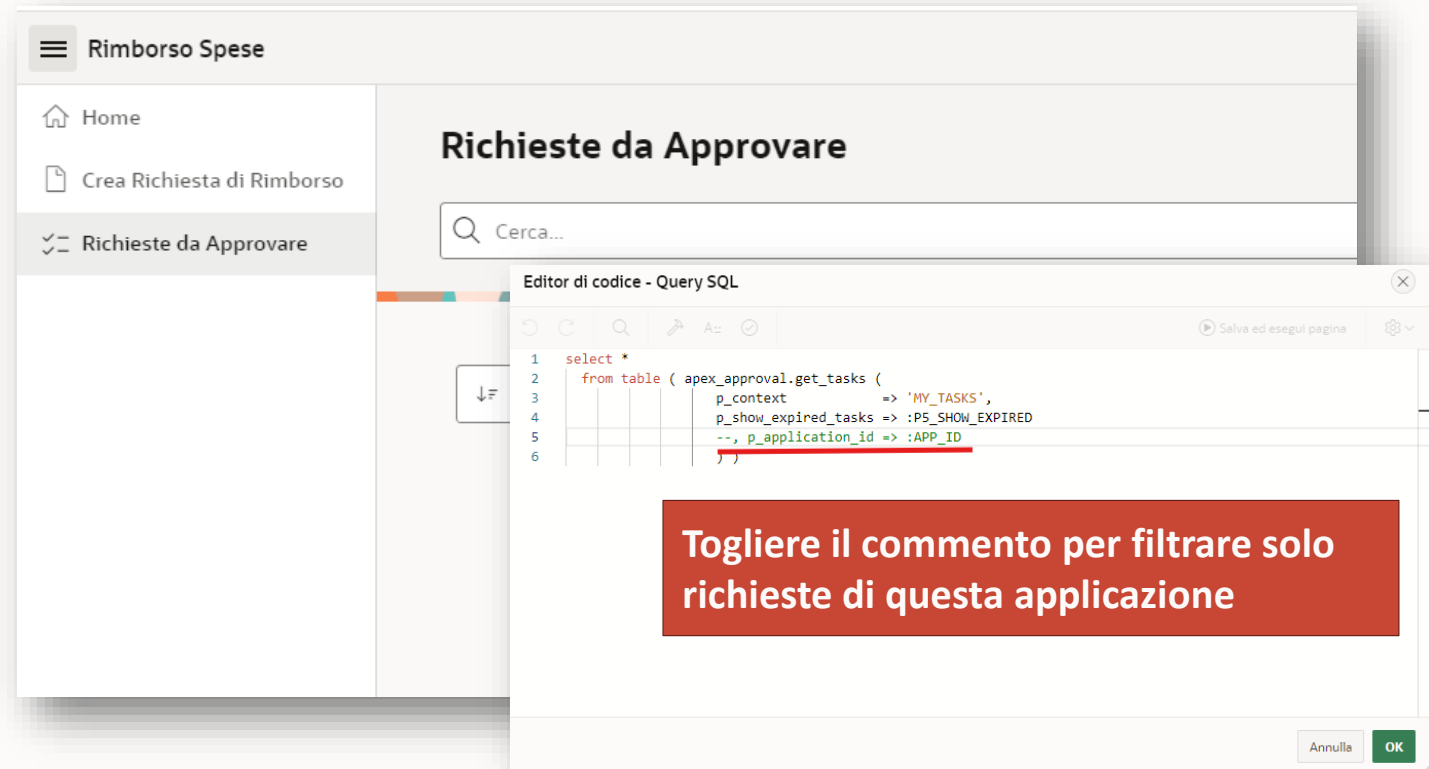 Rimborso Spese
Home
Crea Richiesta di Rimborso
Richieste da Approvare
Richieste da Approvare
Cerca...
Editor di codice - Query SQL
Salva ed esegui pagina
1 select *
2 from table ( apex_approval.get_tasks (
3 p_context => 'MY_TASKS',
4 p_show_expired_tasks => :P5_SHOW_EXPIRED
5 --, p_application_id => :APP_ID
6 ) )
Togliere il commento per filtrare solo
richieste di questa applicazione
Annulla
OK